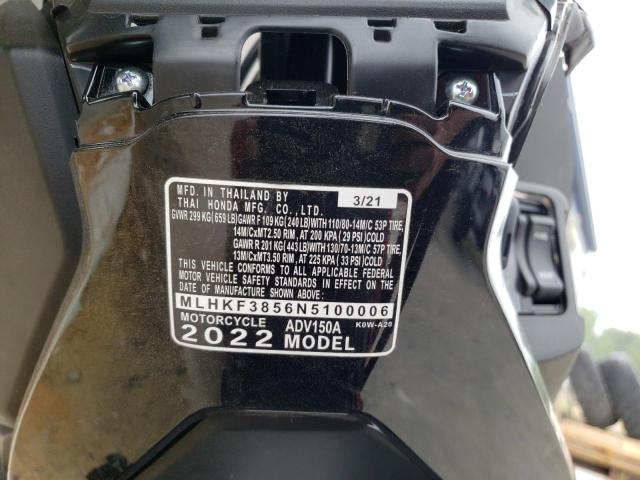 MFD. IN THAILAND BY 3/21
THAI HONDA MFG. CO.,LTD.
GVWR 299 KG( 659 LB) GAWR F 109 KG( 240 LB) WITH 110/80-14M/C 53P TIRE,
14M/CxMT2.50 RIM, AT 200 KPA ( 29 PSI) COLD
GAWR R 201 KG( 443 LB) WITH 130/70-13M/C 57P TIRE,
13M/CxMT3.50 RIM, AT 225 KPA ( 33 PSI) COLD
THIS VEHICLE CONFORMS TO ALL APPLICABLE FEDERAL
MOTOR VEHICLE SAFETY STANDARDS IN EFFECT ON THE
DATE OF MANUFACTURE SHOWN ABOVE.
MLHKF3856N5100006
MOTORCYCLE ADV150A K0W-A20
2022 MODEL